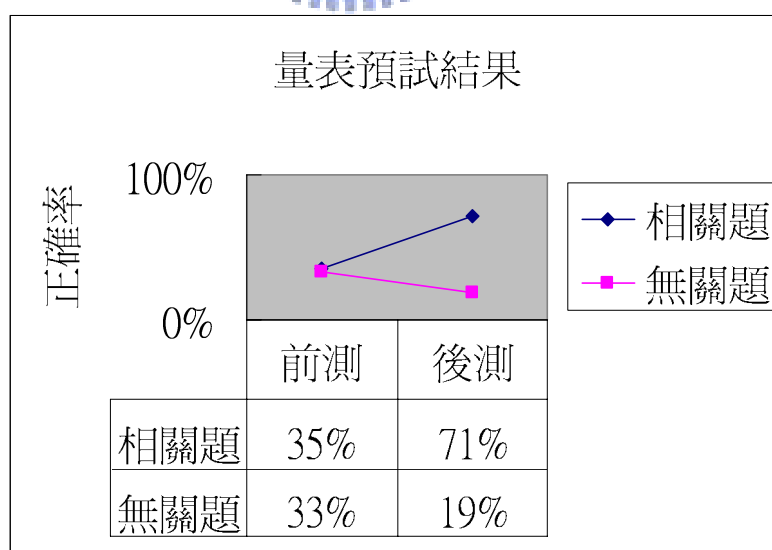 量表預試結果
正確率
100%
0%
相關題
無關題
前測 後測
相關題 35% 71%
無關題 33% 19%